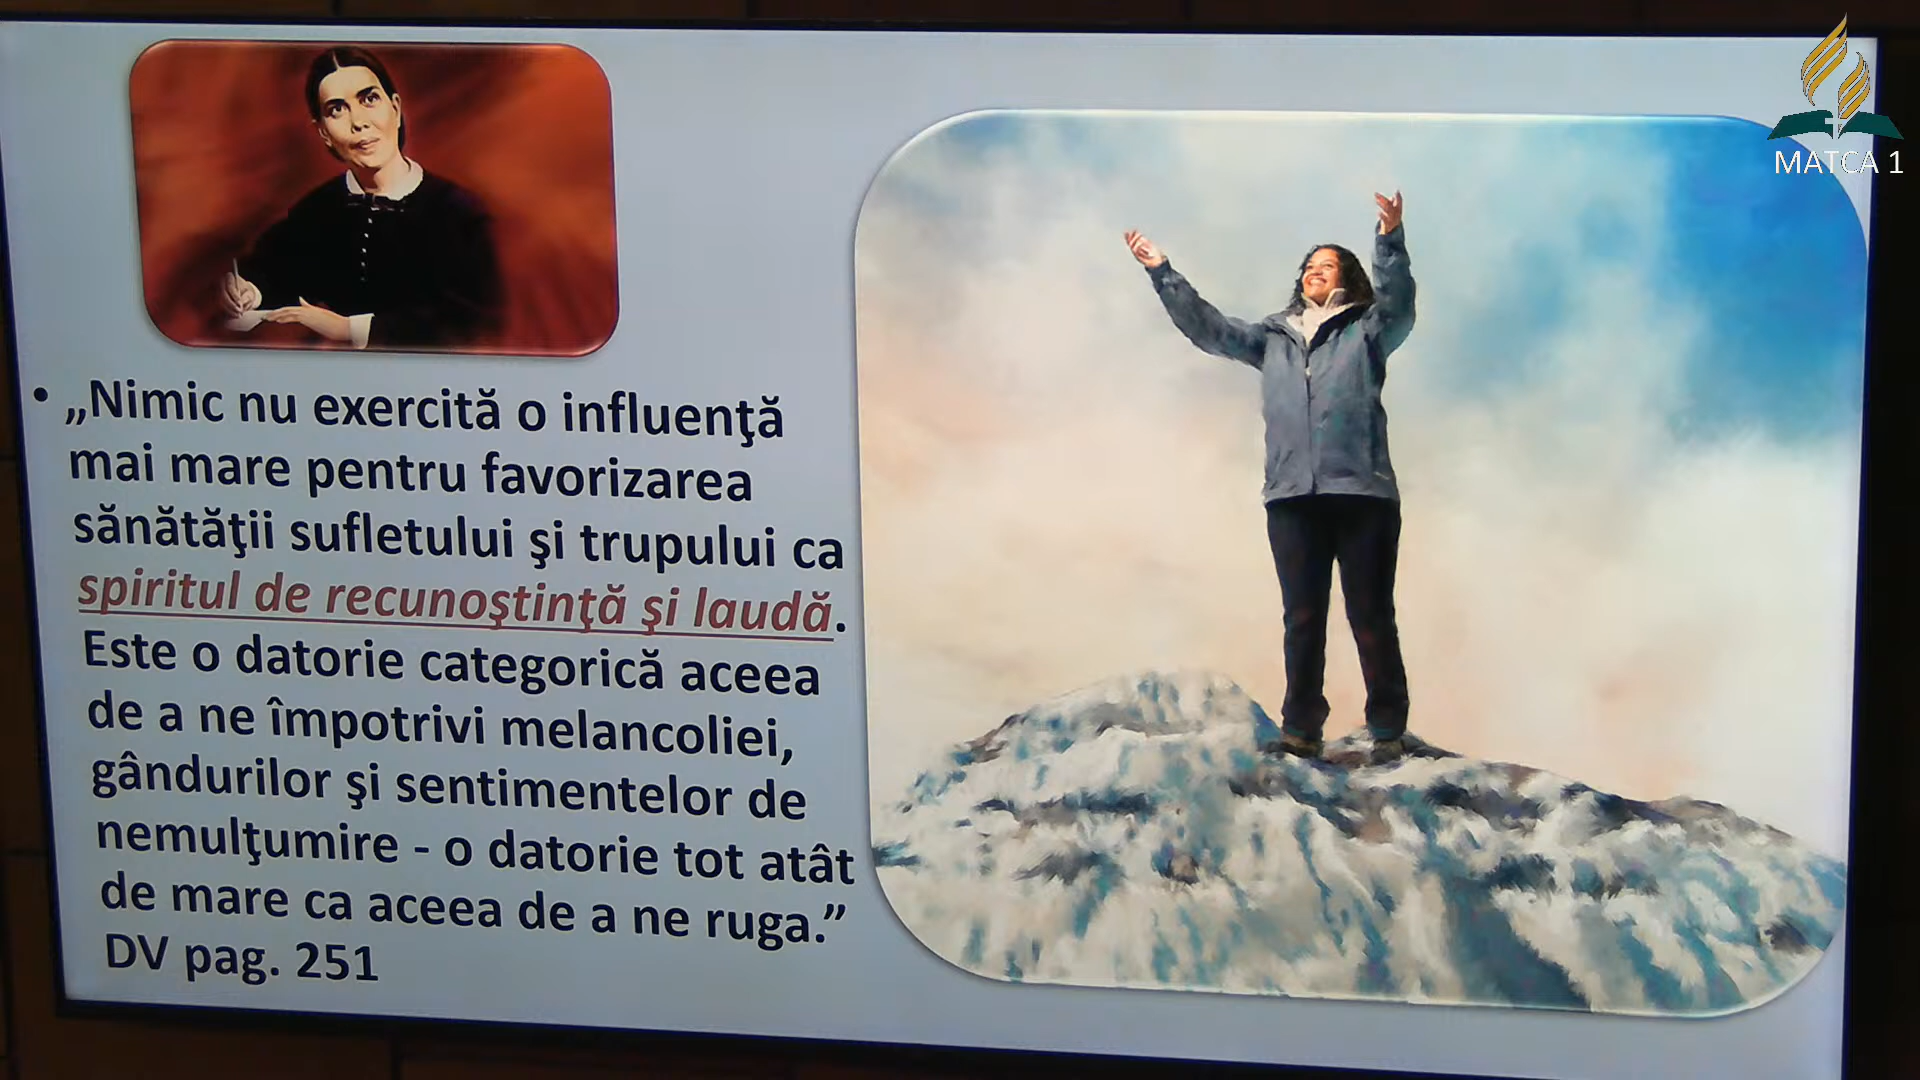 MATCA 1
• „Nimic nu exercită o influenţă
mai mare pentru favorizarea
sănătăţii sufletului şi trupului ca
spiritul de recunoştinţă şi laudă.
Este o datorie categorică aceea
de a ne împotrivi melancoliei,
gândurilor şi sentimentelor de
nemulţumire - o datorie tot atât
de mare ca aceea de a ne ruga.”
DV pag. 251